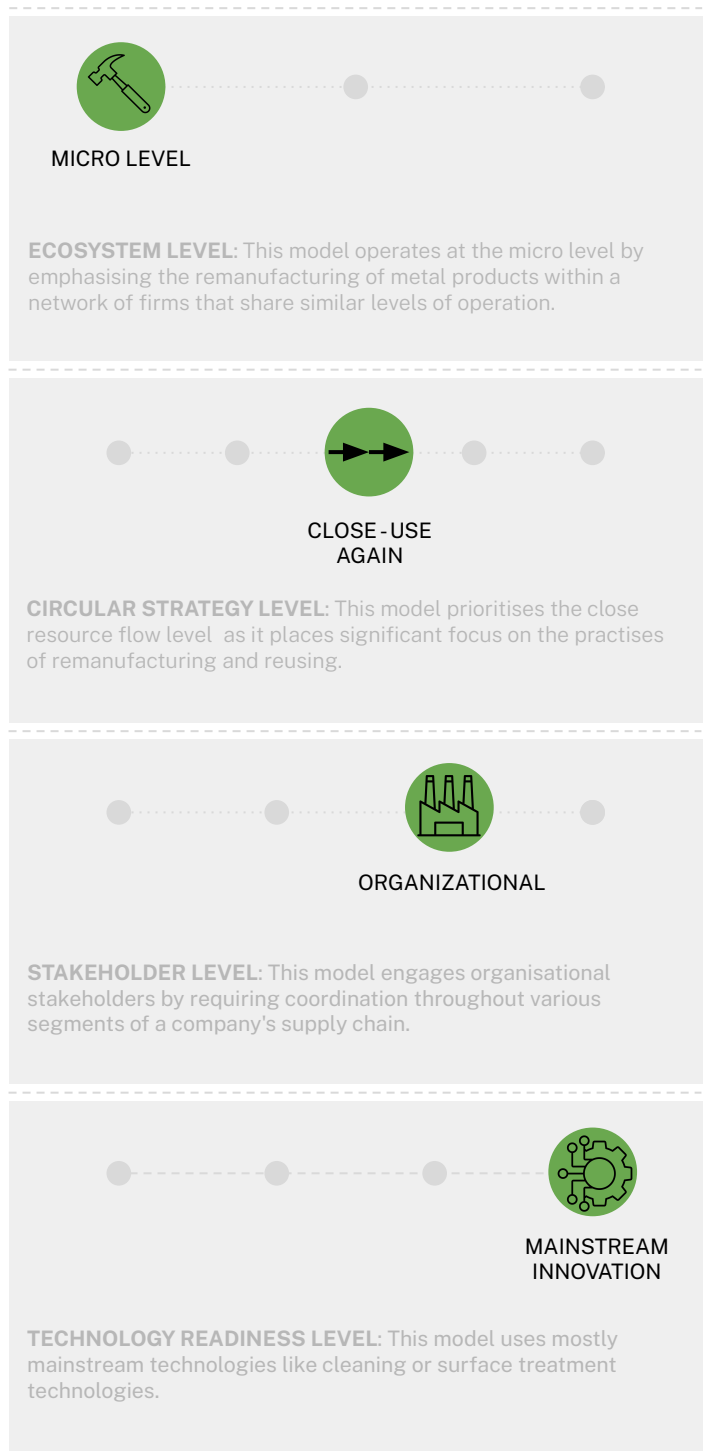 MICRO LEVEL
ECOSYSTEM LEVEL: This model operates at the micro level by
emphasising the remanufacturing of metal products within a
network of firms that share similar levels of operation.
CLOSE - USE
AGAIN
CIRCULAR STRATEGY LEVEL: This model prioritises the close
resource flow level as it places significant focus on the practises
of remanufacturing and reusing.
ORGANIZATIONAL
STAKEHOLDER LEVEL: This model engages organisational
stakeholders by requiring coordination throughout various
segments of a company's supply chain.
MAINSTREAM
INNOVATION
TECHNOLOGY READINESS LEVEL: This model uses mostly
mainstream technologies like cleaning or surface treatment
technologies.